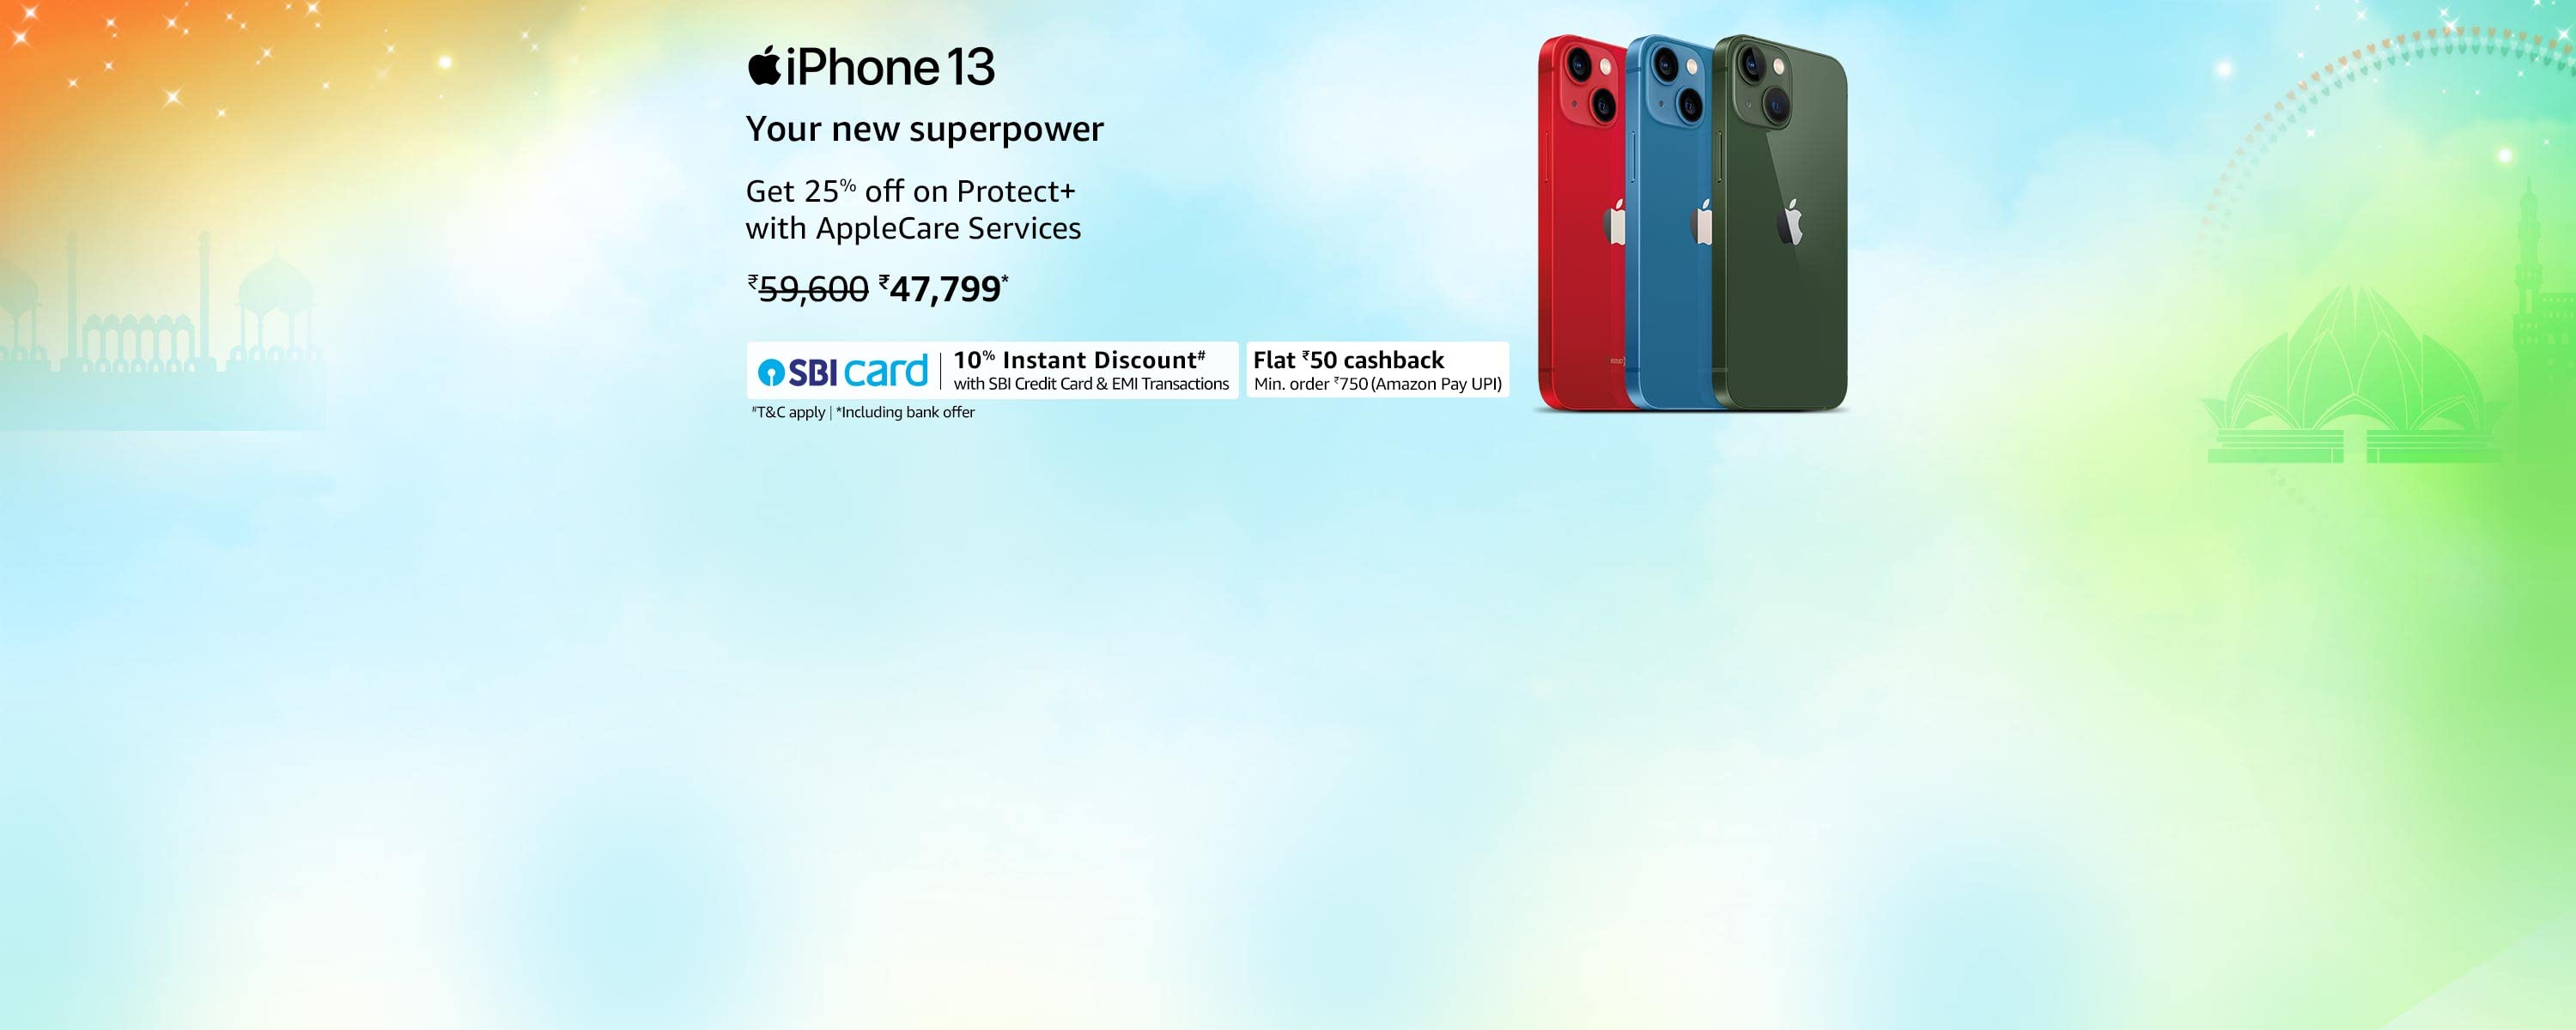 iPhone 13
Your new superpower
Get 25% off on Protect+
with AppleCare Services
₹59,600 ₹47,799*
SBI card
10% Instant Discount#
with SBI Credit Card & EMI Transactions
Flat ₹50 cashback
Min. order ₹750 (Amazon Pay UPI)
#T&C apply | *Including bank offer